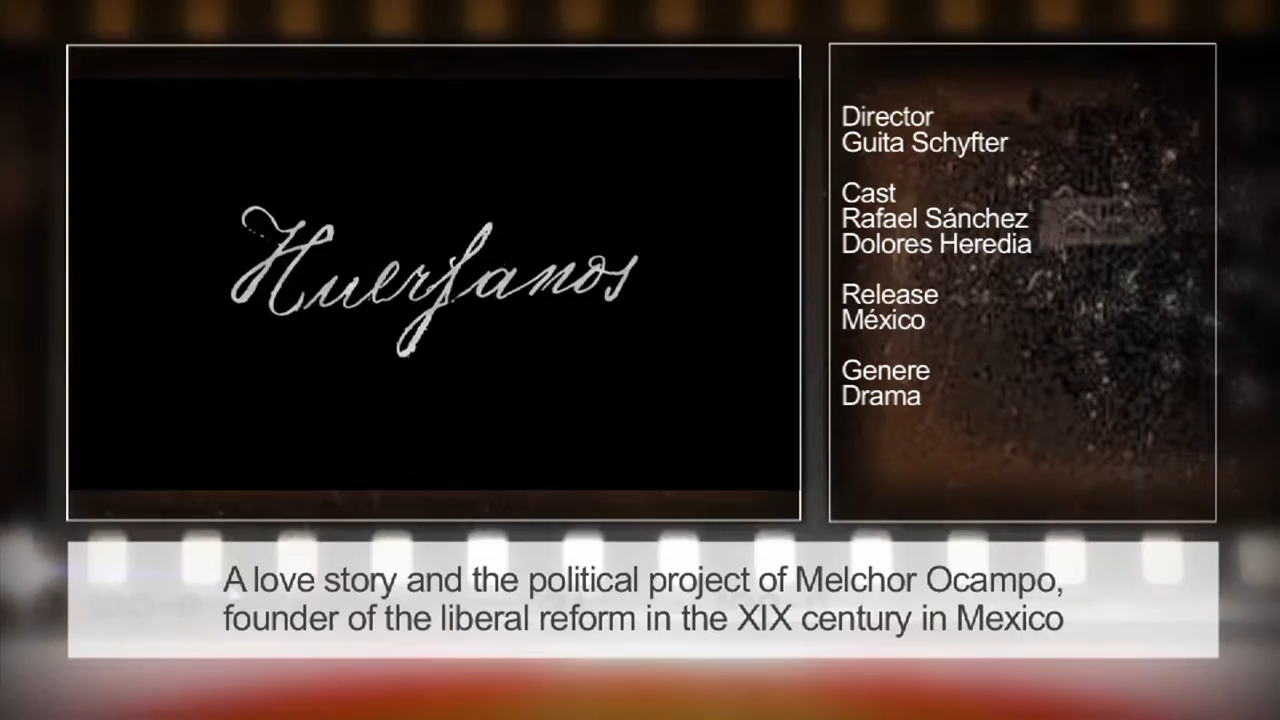 Huerfanos
Director
Guita Schyfter
Cast
Rafael Sánchez
Dolores Heredia
Release
México
Genere
Drama
A love story and the political project of Melchor Ocampo,
founder of the liberal reform in the XIX century in Mexico